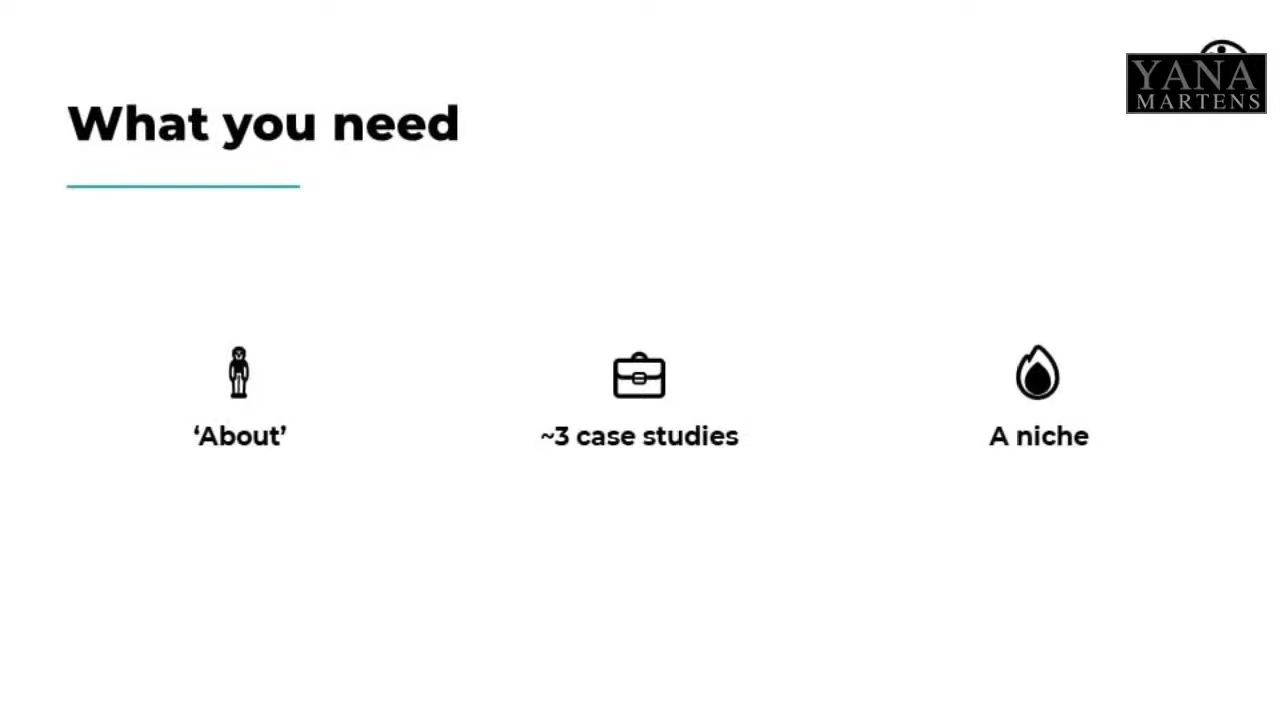 YANA
MARTENS
What you need
‘About’
~3 case studies
A niche